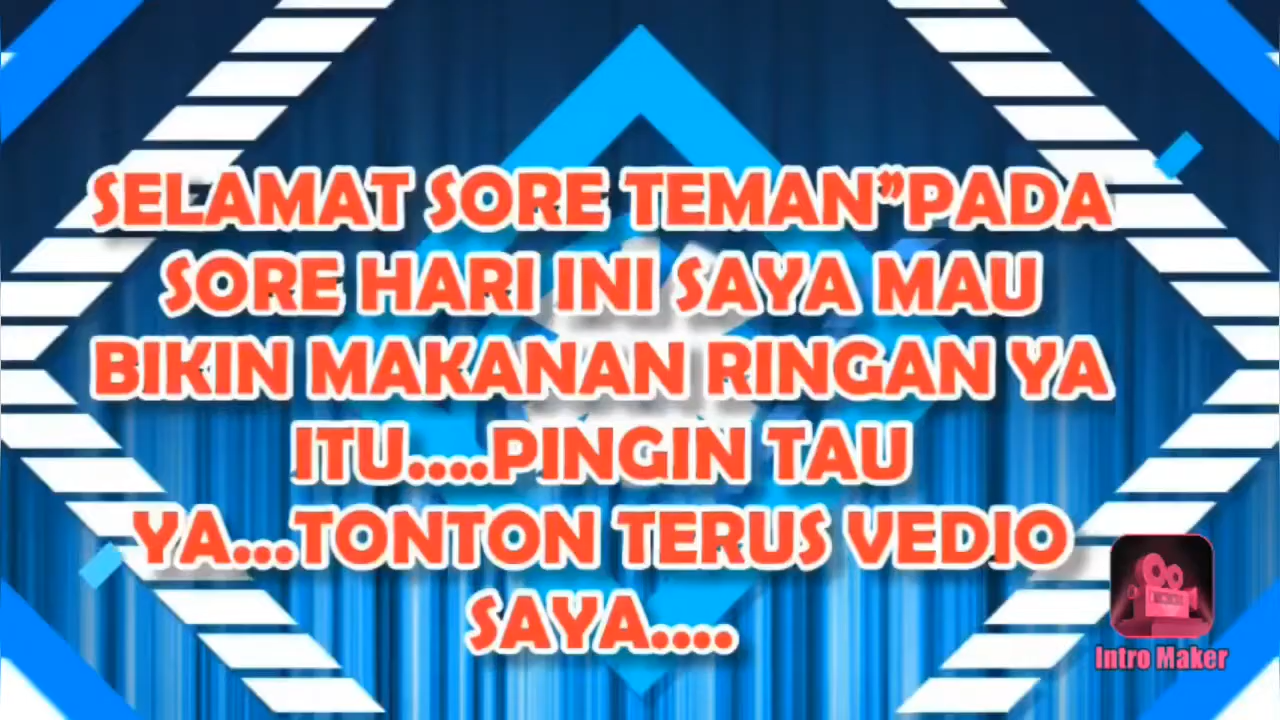 SELAMAT SORE TEMAN”PADA
SORE HARI INI SAYA MAU
BIKIN MAKANAN RINGAN YA
ITU....PINGIN TAU
YA...TONTON TERUS VEDIO
SAYA....
Intro Maker